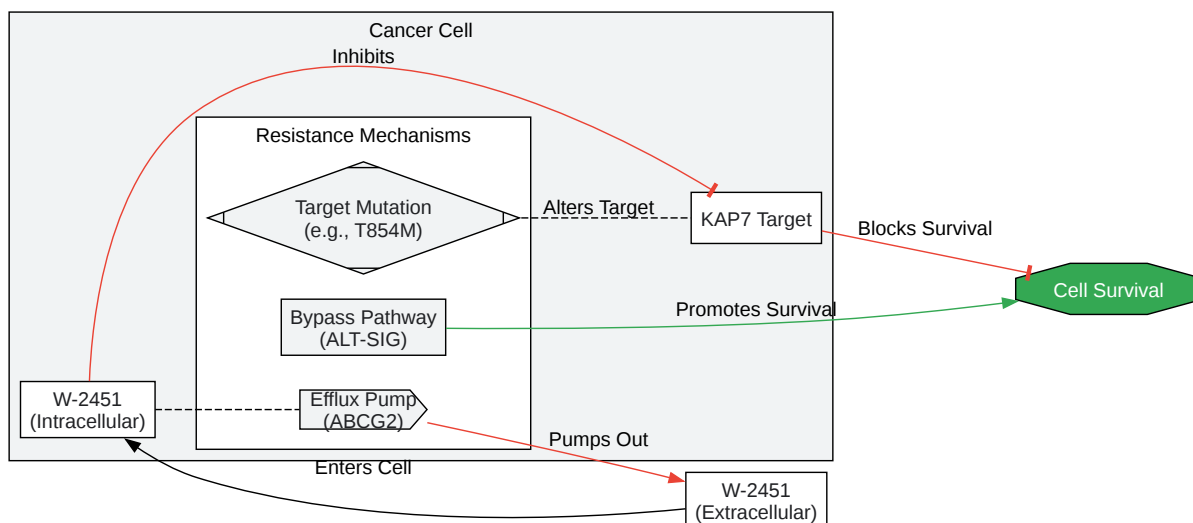 Cancer Cell
Inhibits
Resistance Mechanisms
Target Mutation
(e.g., T854M)
Alters Target
KAP7 Target
Blocks Survival
Cell Survival
Bypass Pathway
(ALT-SIG)
Promotes Survival
W-2451
(Intracellular)
Efflux Pump
(ABCG2)
Pumps Out
Enters Cell
W-2451
(Extracellular)